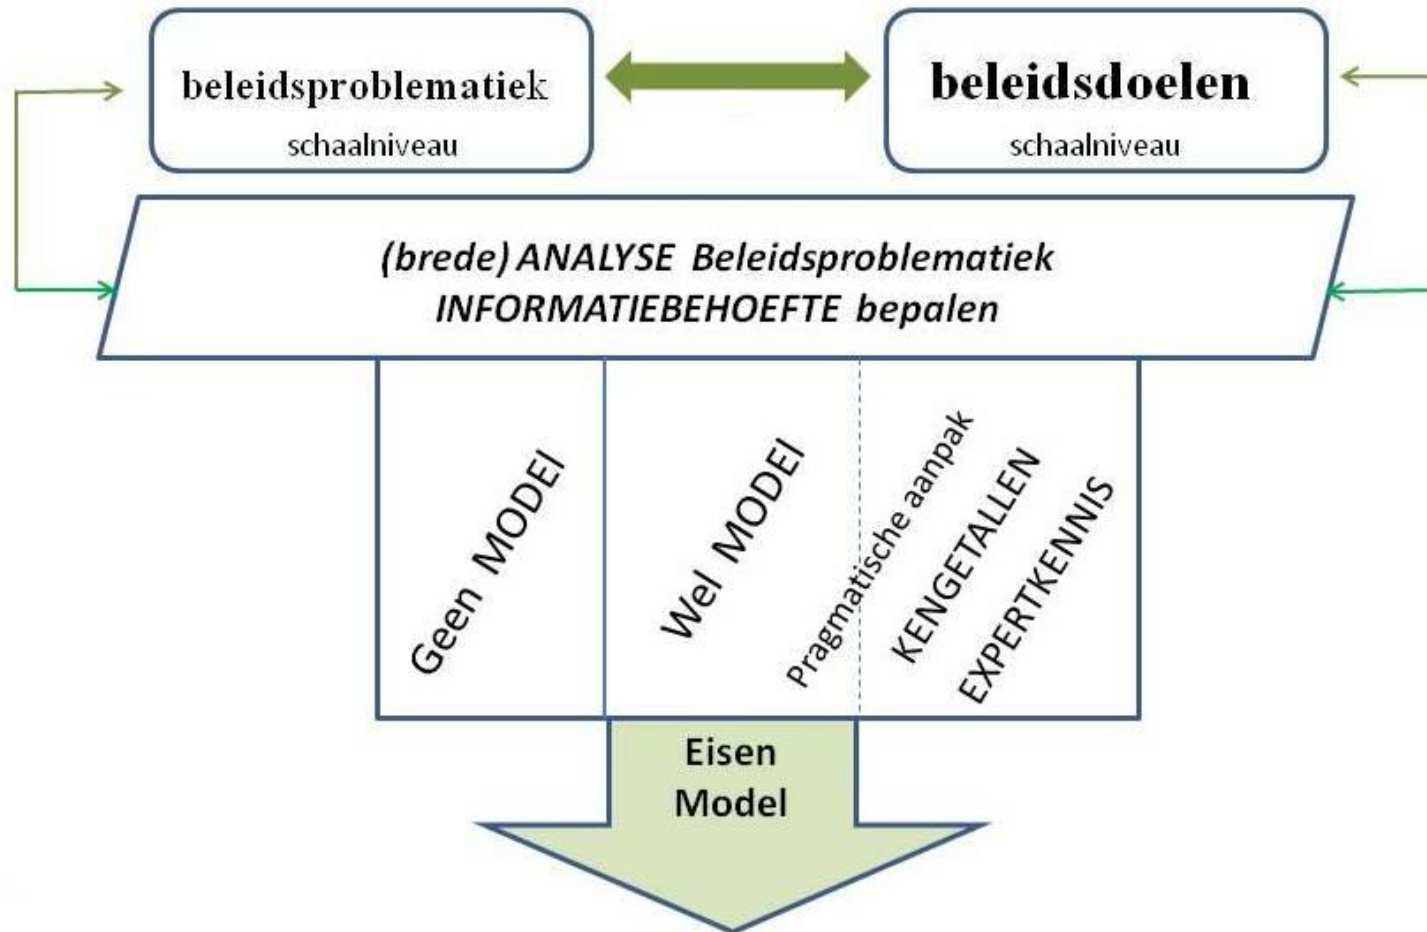 beleidsproblematiek
schaalniveau
beleidsdoelen
schaalniveau
(brede) ANALYSE Beleidsproblematiek
INFORMATIEBEHOEFTE bepalen
Geen MODEl
Wel MODEl
Pragmatische aanpak
KENGETALLEN
EXPERTKENNIS
Eisen
Model